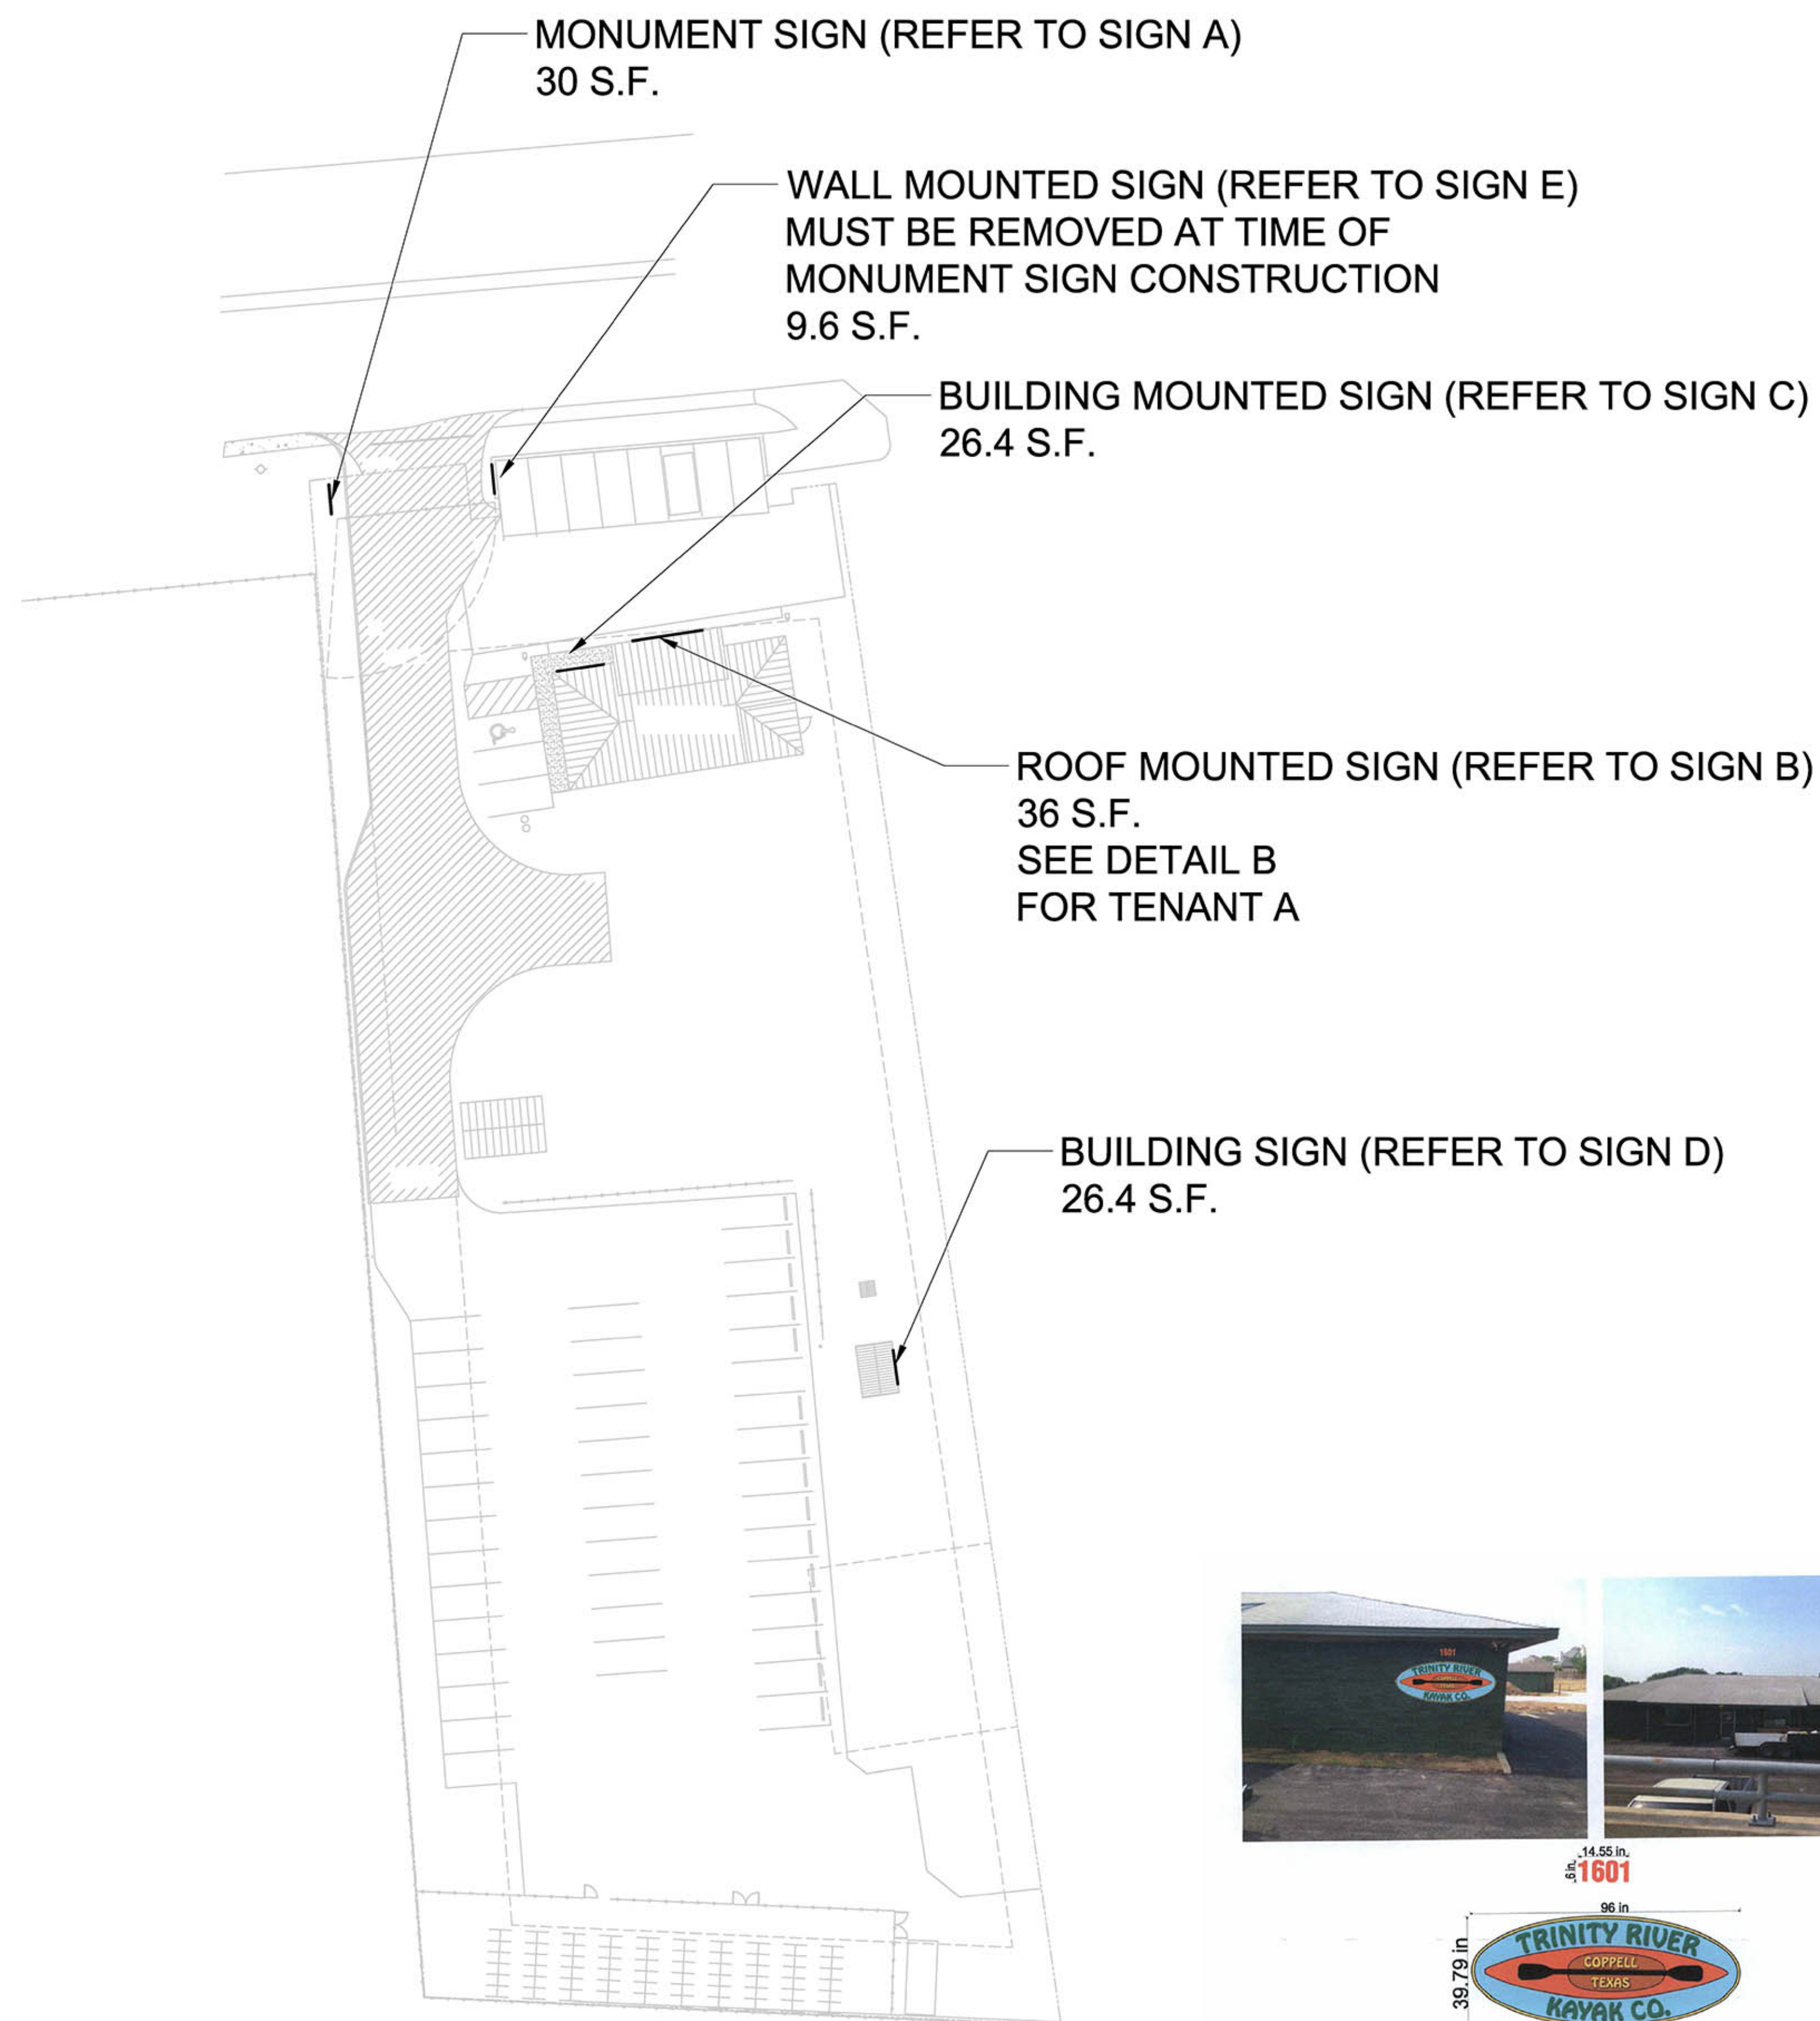 MONUMENT SIGN (REFER TO SIGN A)
30 S.F.
WALL MOUNTED SIGN (REFER TO SIGN E)
MUST BE REMOVED AT TIME OF
MONUMENT SIGN CONSTRUCTION
9.6 S.F.
BUILDING MOUNTED SIGN (REFER TO SIGN C)
26.4 S.F.
ROOF MOUNTED SIGN (REFER TO SIGN B)
36 S.F.
SEE DETAIL B
FOR TENANT A
BUILDING SIGN (REFER TO SIGN D)
26.4 S.F.
1601
TRINITY RIVER
KAYAK CO.
14.55 in.
6 in.
1601
96 in
39.79 in
TRINITY RIVER
COPPELL
TEXAS
KAYAK CO.